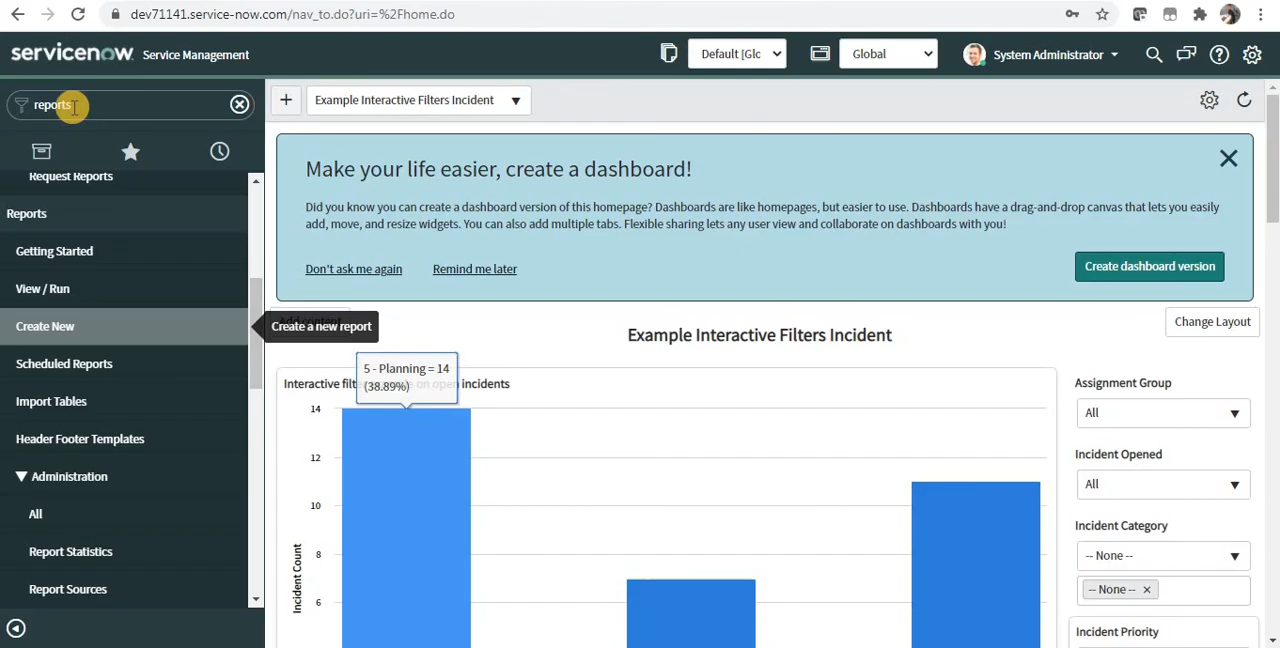 dev71141.service-now.com/nav_to.do?uri=%2Fhome.do
servicenow Service Management
Default [Glc
Global
System Administrator
reports
Example Interactive Filters Incident
Request Reports
Reports
Getting Started
View / Run
Create New
Create a new report
Scheduled Reports
Import Tables
Header Footer Templates
Administration
All
Report Statistics
Report Sources
Make your life easier, create a dashboard!
Did you know you can create a dashboard version of this homepage? Dashboards are like homepages, but easier to use. Dashboards have a drag-and-drop canvas that lets you easily
add, move, and resize widgets. You can also add multiple tabs. Flexible sharing lets any user view and collaborate on dashboards with you!
Don't ask me again
Remind me later
Create dashboard version
Change Layout
Example Interactive Filters Incident
5 - Planning = 14
(38.89%)
Interactive open incidents
14
12
10
8
6
Incident Count
Assignment Group
All
Incident Opened
All
Incident Category
-- None --
-- None -- ×
Incident Priority